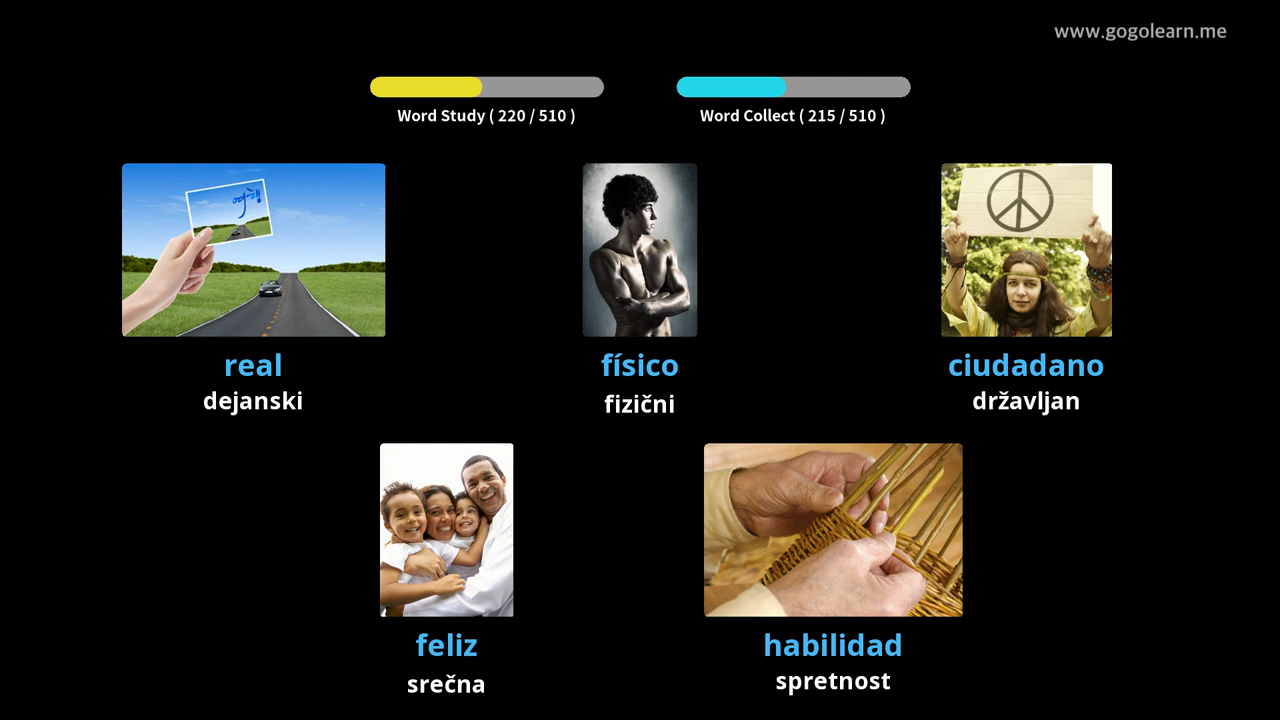 www.gogolearn.me
Word Study ( 220 / 510 )
Word Collect ( 215 / 510 )
real
dejanski
físico
fizični
ciudadano
državljan
feliz
srečna
habilidad
spretnost